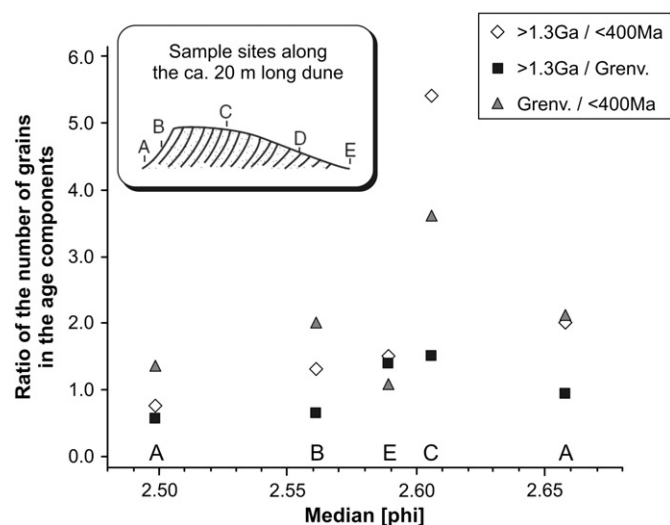 6.0
5.0
4.0
3.0
2.0
1.0
0.0
Ratio of the number of grains
in the age components
Sample sites along
the ca. 20 m long dune
A
B
C
D
E
>1.3Ga / <400Ma
>1.3Ga / Grenv.
Grenv. / <400Ma
A B E C A
2.50 2.55 2.60 2.65
Median [phi]